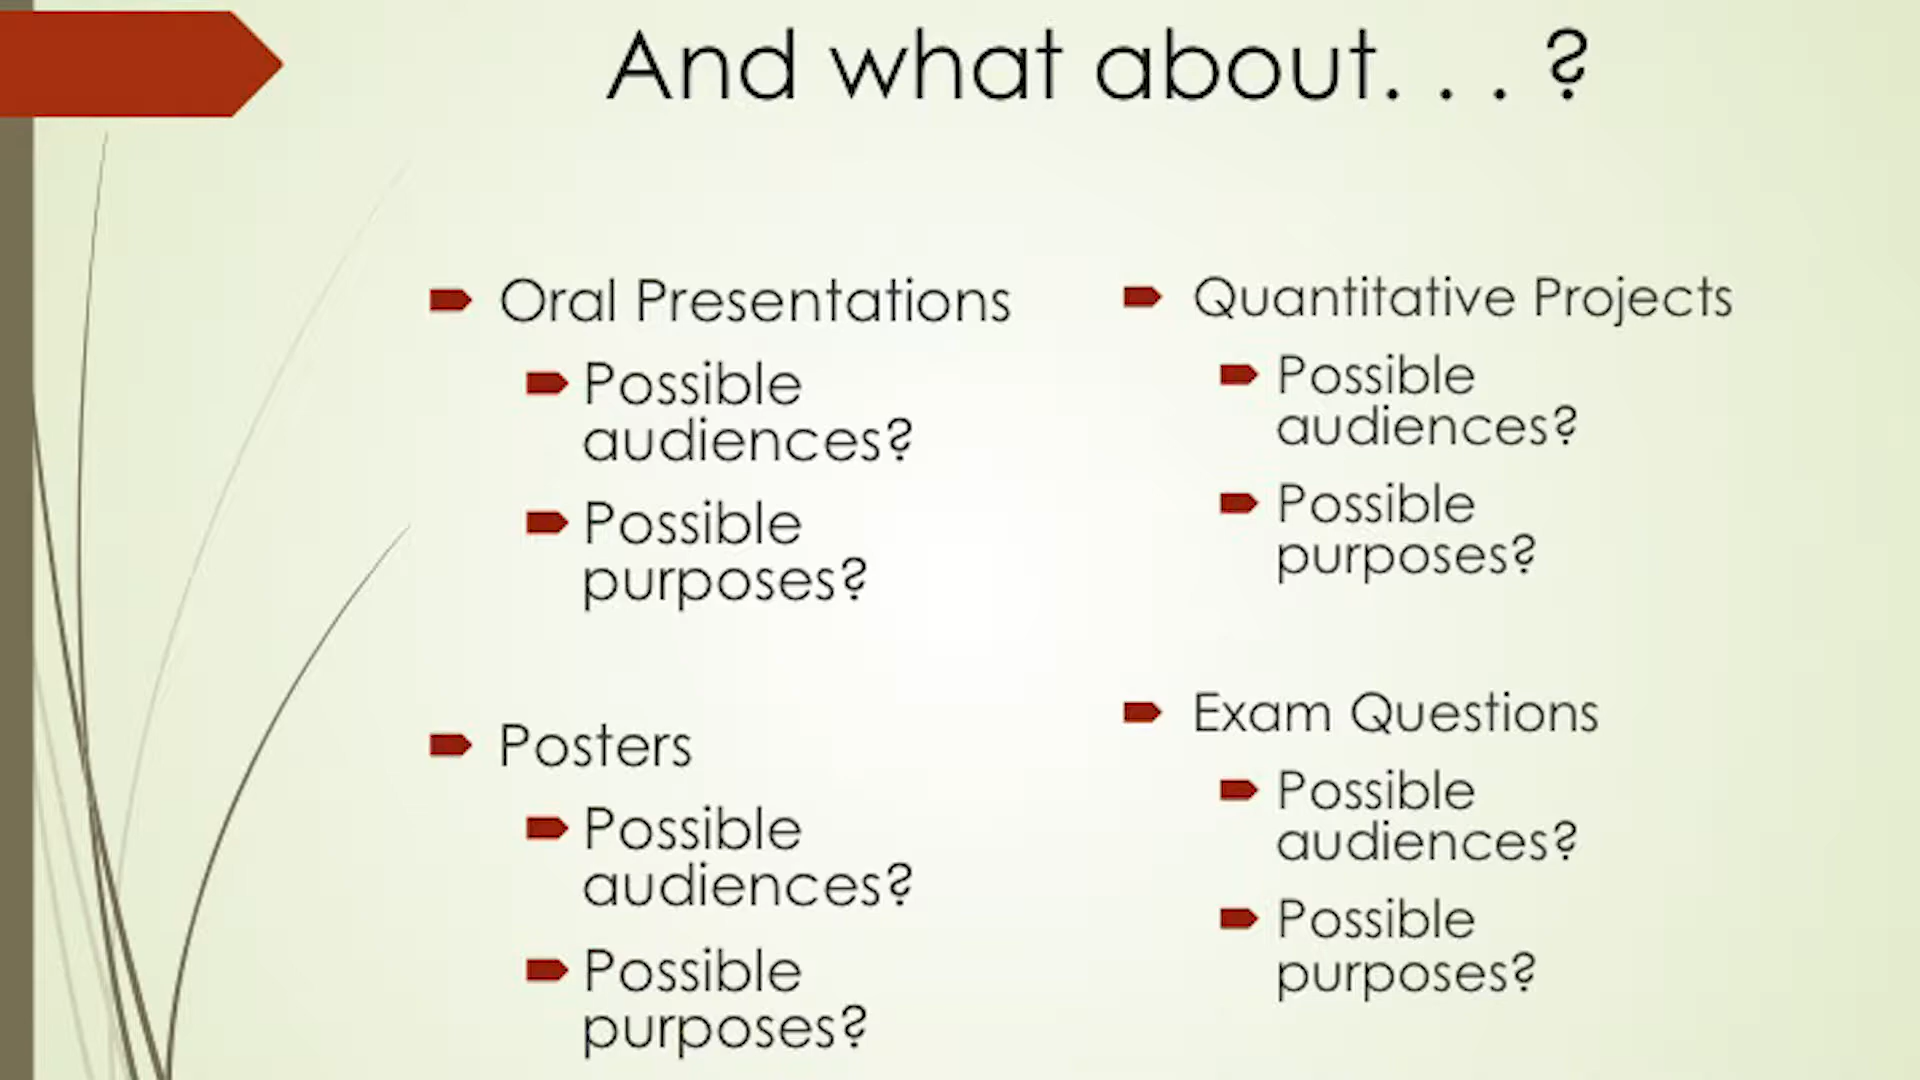 And what about. . . ?
Oral Presentations
Possible
audiences?
Possible
purposes?
Posters
Possible
audiences?
Possible
purposes?
Quantitative Projects
Possible
audiences?
Possible
purposes?
Exam Questions
Possible
audiences?
Possible
purposes?